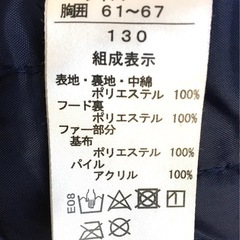 胸囲 61～67
130
組成表示
表地・裏地・中綿
ポリエステル 100%
フード裏
ポリエステル 100%
ファー部分
基布
ポリエステル 100%
パイル
アクリル 100%
E08